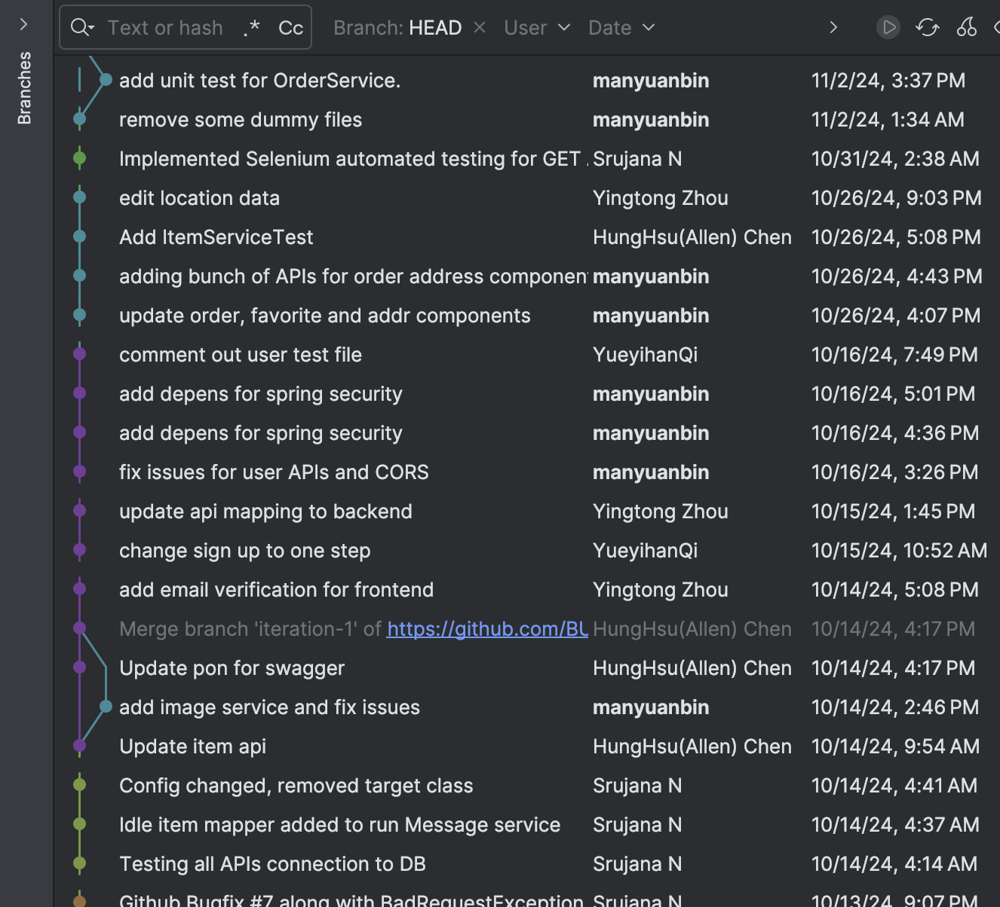 Text or hash .* Cc Branch: HEAD User Date
Branches
add unit test for OrderService. manyuanbin 11/2/24, 3:37 PM
remove some dummy files manyuanbin 11/2/24, 1:34 AM
Implemented Selenium automated testing for GET Srujana N 10/31/24, 2:38 AM
edit location data Yingtong Zhou 10/26/24, 9:03 PM
Add ItemServiceTest HungHsu(Allen) Chen 10/26/24, 5:08 PM
adding bunch of APIs for order address component manyuanbin 10/26/24, 4:43 PM
update order, favorite and addr components manyuanbin 10/26/24, 4:07 PM
comment out user test file YueyihanQi 10/16/24, 7:49 PM
add depens for spring security manyuanbin 10/16/24, 5:01 PM
add depens for spring security manyuanbin 10/16/24, 4:36 PM
fix issues for user APIs and CORS manyuanbin 10/16/24, 3:26 PM
update api mapping to backend Yingtong Zhou 10/15/24, 1:45 PM
change sign up to one step YueyihanQi 10/15/24, 10:52 AM
add email verification for frontend Yingtong Zhou 10/14/24, 5:08 PM
Merge branch 'iteration-1' of https://github.com/BU HungHsu(Allen) Chen 10/14/24, 4:17 PM
Update pon for swagger HungHsu(Allen) Chen 10/14/24, 4:17 PM
add image service and fix issues manyuanbin 10/14/24, 2:46 PM
Update item api HungHsu(Allen) Chen 10/14/24, 9:54 AM
Config changed, removed target class Srujana N 10/14/24, 4:41 AM
Idle item mapper added to run Message service Srujana N 10/14/24, 4:37 AM
Testing all APIs connection to DB Srujana N 10/14/24, 4:14 AM
Github Bugfix #7 along with BadRequestException Srujana N 10/13/24, 9:07 PM